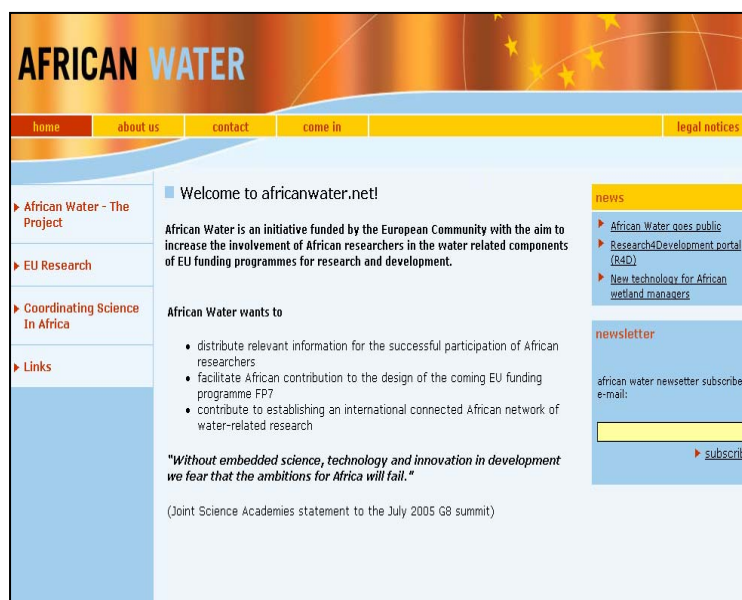 AFRICAN WATER
home
about us
contact
come in
legal notices
African Water - The
Project
EU Research
Coordinating Science
In Africa
Links
Welcome to africanwater.net!
African Water is an initiative funded by the European Community with the aim to
increase the involvement of African researchers in the water related components
of EU funding programmes for research and development.
African Water wants to
distribute relevant information for the successful participation of African
researchers
facilitate African contribution to the design of the coming EU funding
programme FP7
contribute to establishing an international connected African network of
water-related research
"Without embedded science, technology and innovation in development
we fear that the ambitions for Africa will fail."
(Joint Science Academies statement to the July 2005 G8 summit)
news
African Water goes public
Research4Development portal
(R4D)
New technology for African
wetland managers
newsletter
african water newsetter subscribe
e-mail:
subscrib